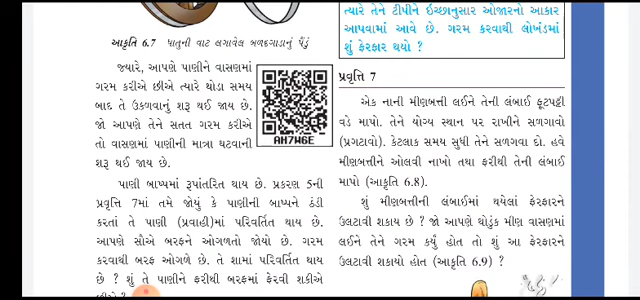 આકૃતિ 6.7 ધાતુની વાટ લગાવેલ બળદગાડાનું પૈડું
જ્યારે, આપણે પાણીને વાસણમાં
ગરમ કરીએ છીએ ત્યારે થોડા સમય
બાદ તે ઉકળવાનું શરૂ થઈ જાય છે.
જો આપણે તેને સતત ગરમ કરીએ
તો વાસણમાં પાણીની માત્રા ઘટવાની
શરૂ થઈ જાય છે.
AH7W6E
પાણી બાષ્પમાં રૂપાંતરિત થાય છે. પ્રકરણ 5ની
પ્રવૃત્તિ 7માં તમે જોયું કે પાણીની બાષ્પને ઠંડી
કરતાં તે પાણી (પ્રવાહી)માં પરિવર્તિત થાય છે.
આપણે સૌએ બરફને ઓગળતો જોયો છે. ગરમ
કરવાથી બરફ ઓગળે છે. તે શામાં પરિવર્તિત થાય
છે ? શું તે પાણીને ફરીથી બરફમાં ફેરવી શકીએ
છીએ ?
ત્યારે તેને ટીપીને ઇચ્છાનુસાર ઓજારનો આકાર
આપવામાં આવે છે. ગરમ કરવાથી લોખંડમાં
શું ફેરફાર થયો ?
પ્રવૃત્તિ 7
એક નાની મીણબત્તી લઈને તેની લંબાઈ ફૂટપટ્ટી
વડે માપો. તેને યોગ્ય સ્થાન પર રાખીને સળગાવો
(પ્રગટાવો). કેટલાક સમય સુધી તેને સળગવા દો. હવે
મીણબત્તીને ઓલવી નાખો તથા ફરીથી તેની લંબાઈ
માપો (આકૃતિ 6.8).
શું મીણબત્તીની લંબાઈમાં થયેલાં ફેરફારને
ઉલટાવી શકાય છે ? જો આપણે થોડુંક મીણ વાસણમાં
લઈને તેને ગરમ કર્યું હોત તો શું આ ફેરફારને
ઉલટાવી શકાયો હોત (આકૃતિ 6.9) ?